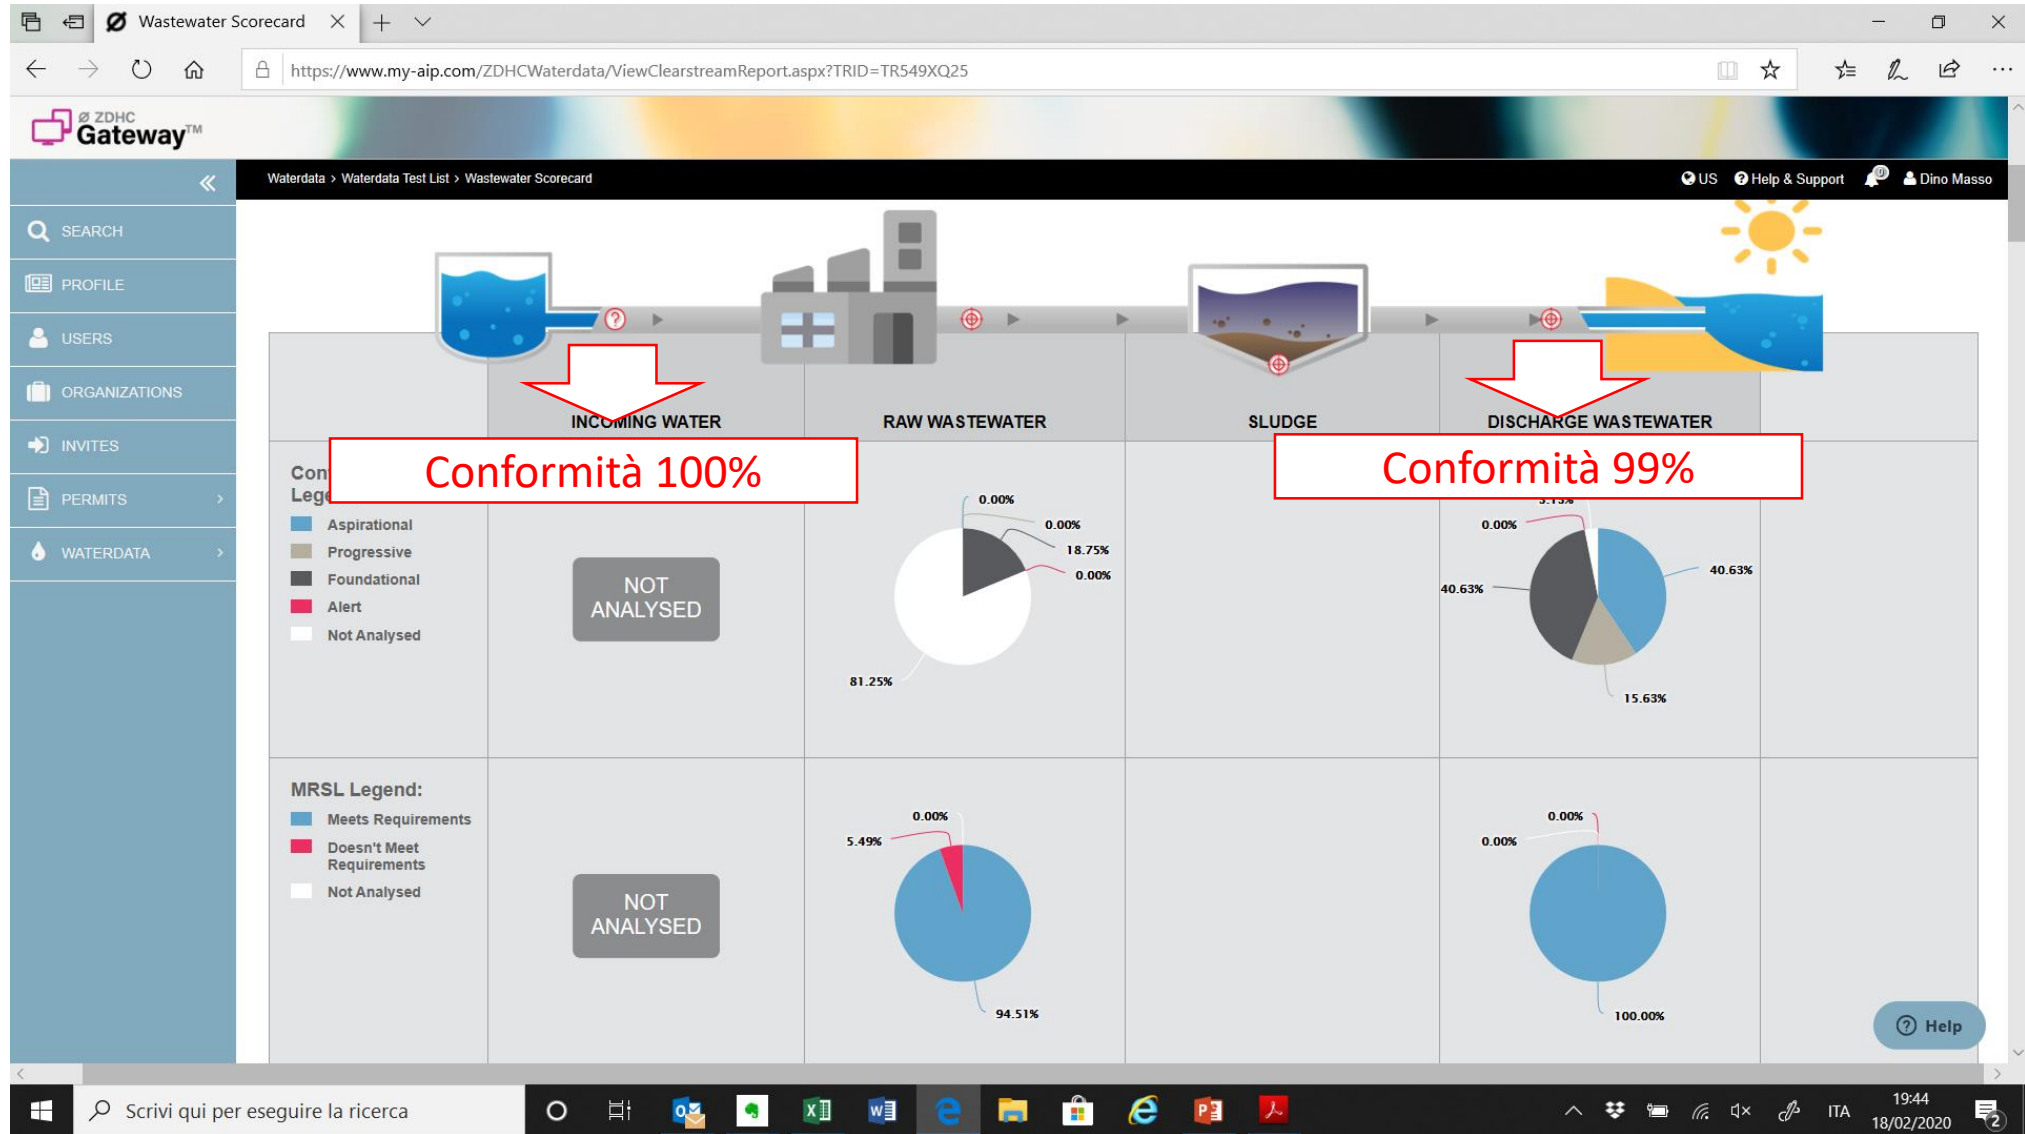 Wastewater Scorecard
https://www.my-aip.com/ZDHCWaterdata/ViewClearstreamReport.aspx?TRID=TR549XQ25
Ø ZDHC
Gateway™
Waterdata > Waterdata Test List > Wastewater Scorecard
US
Help & Support
0
Dino Masso
SEARCH
PROFILE
USERS
ORGANIZATIONS
INVITES
PERMITS
WATERDATA
INCOMING WATER
RAW WASTEWATER
SLUDGE
DISCHARGE WASTEWATER
Conformità 100%
Conformità 99%
Aspirational
Progressive
Foundational
Alert
Not Analysed
NOT
ANALYSED
0.00%
0.00%
18.75%
0.00%
81.25%
0.00%
40.63%
40.63%
15.63%
MRSL Legend:
Meets Requirements
Doesn't Meet
Requirements
Not Analysed
NOT
ANALYSED
0.00%
5.49%
94.51%
0.00%
0.00%
100.00%
Help
Scrivi qui per eseguire la ricerca
ITA
19:44
18/02/2020
2